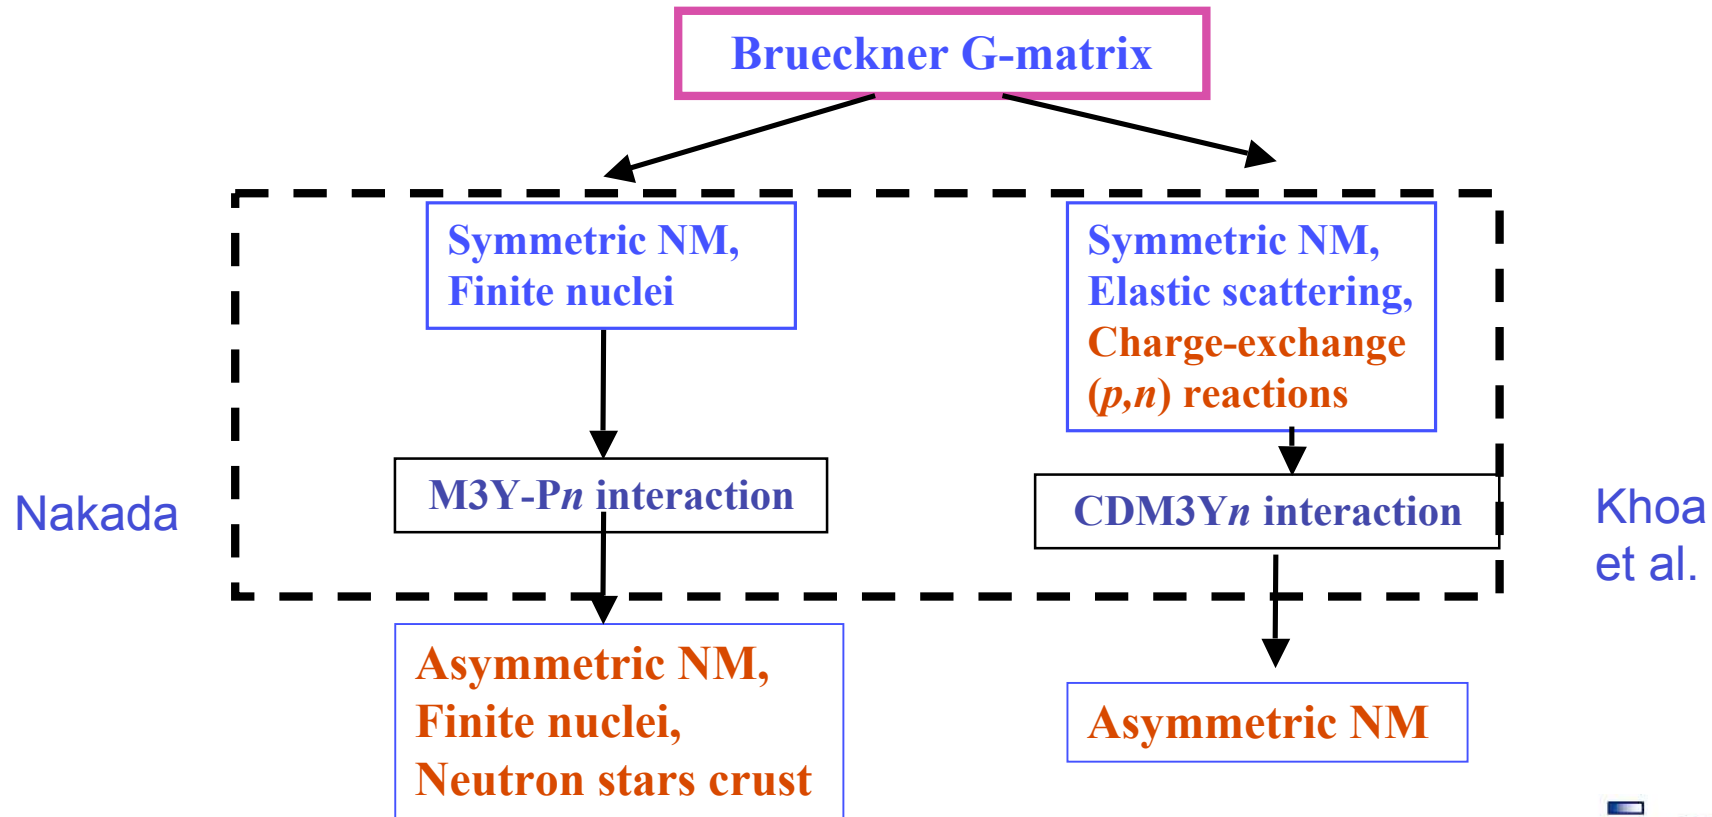 Brueckner G-matrix
Symmetric NM,
Finite nuclei
Symmetric NM,
Elastic scattering,
Charge-exchange
(p,n) reactions
Nakada
M3Y-Pn interaction
CDM3Yn interaction
Khoa
et al.
Asymmetric NM,
Finite nuclei,
Neutron stars crust
Asymmetric NM